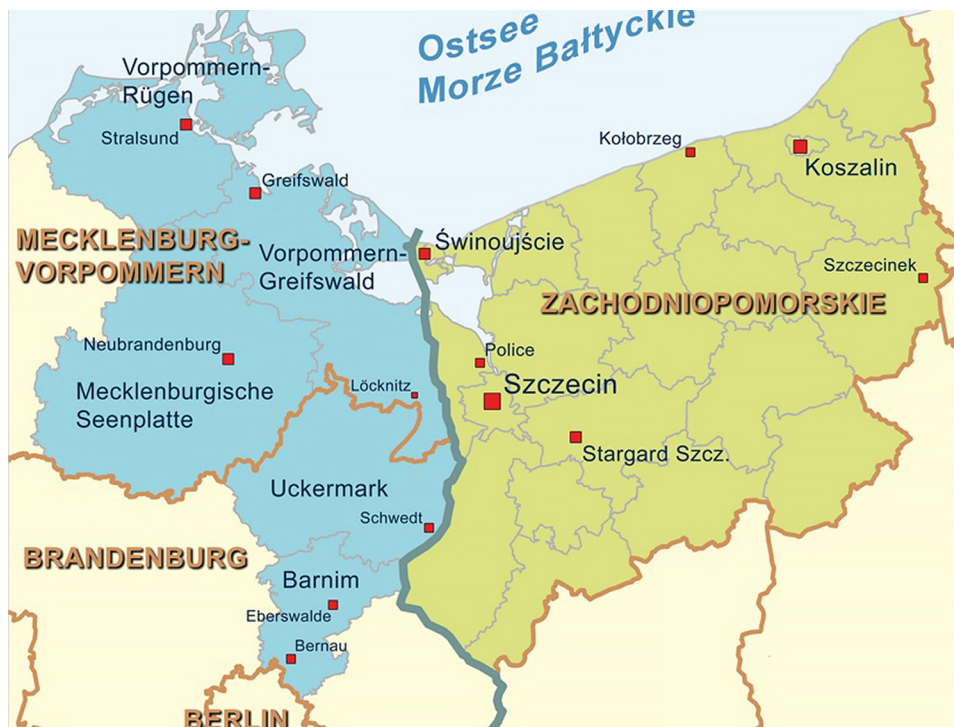 Ostsee
Morze Bałtyckie
Vorpommern-
Rügen
Stralsund
Kołobrzeg
Koszalin
Greifswald
MECKLENBURG-
VORPOMMERN
Vorpommern-
Greifswald
Świnoujście
Szczecinek
ZACHODNIOPOMORSKIE
Neubrandenburg
Police
Mecklenburgische
Seenplatte
Löcknitz
Szczecin
Stargard Szcz.
Uckermark
Schwedt
BRANDENBURG
Barnim
Eberswalde
Bernau
BERLIN